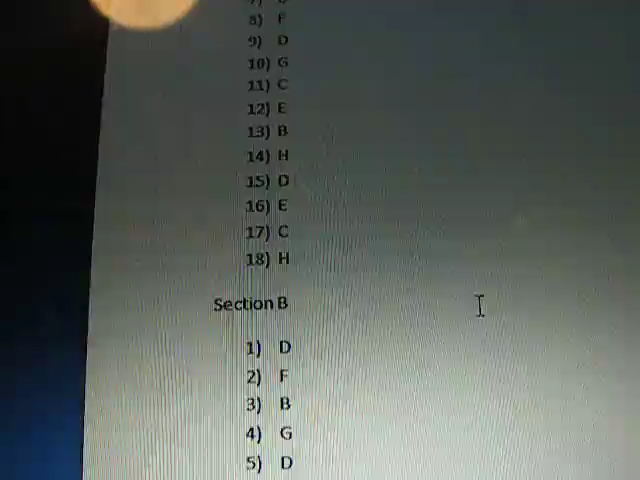 8) F
9) D
10) G
11) C
12) E
13) B
14) H
15) D
16) E
17) C
18) H
Section B
1) D
2) F
3) B
4) G
5) D